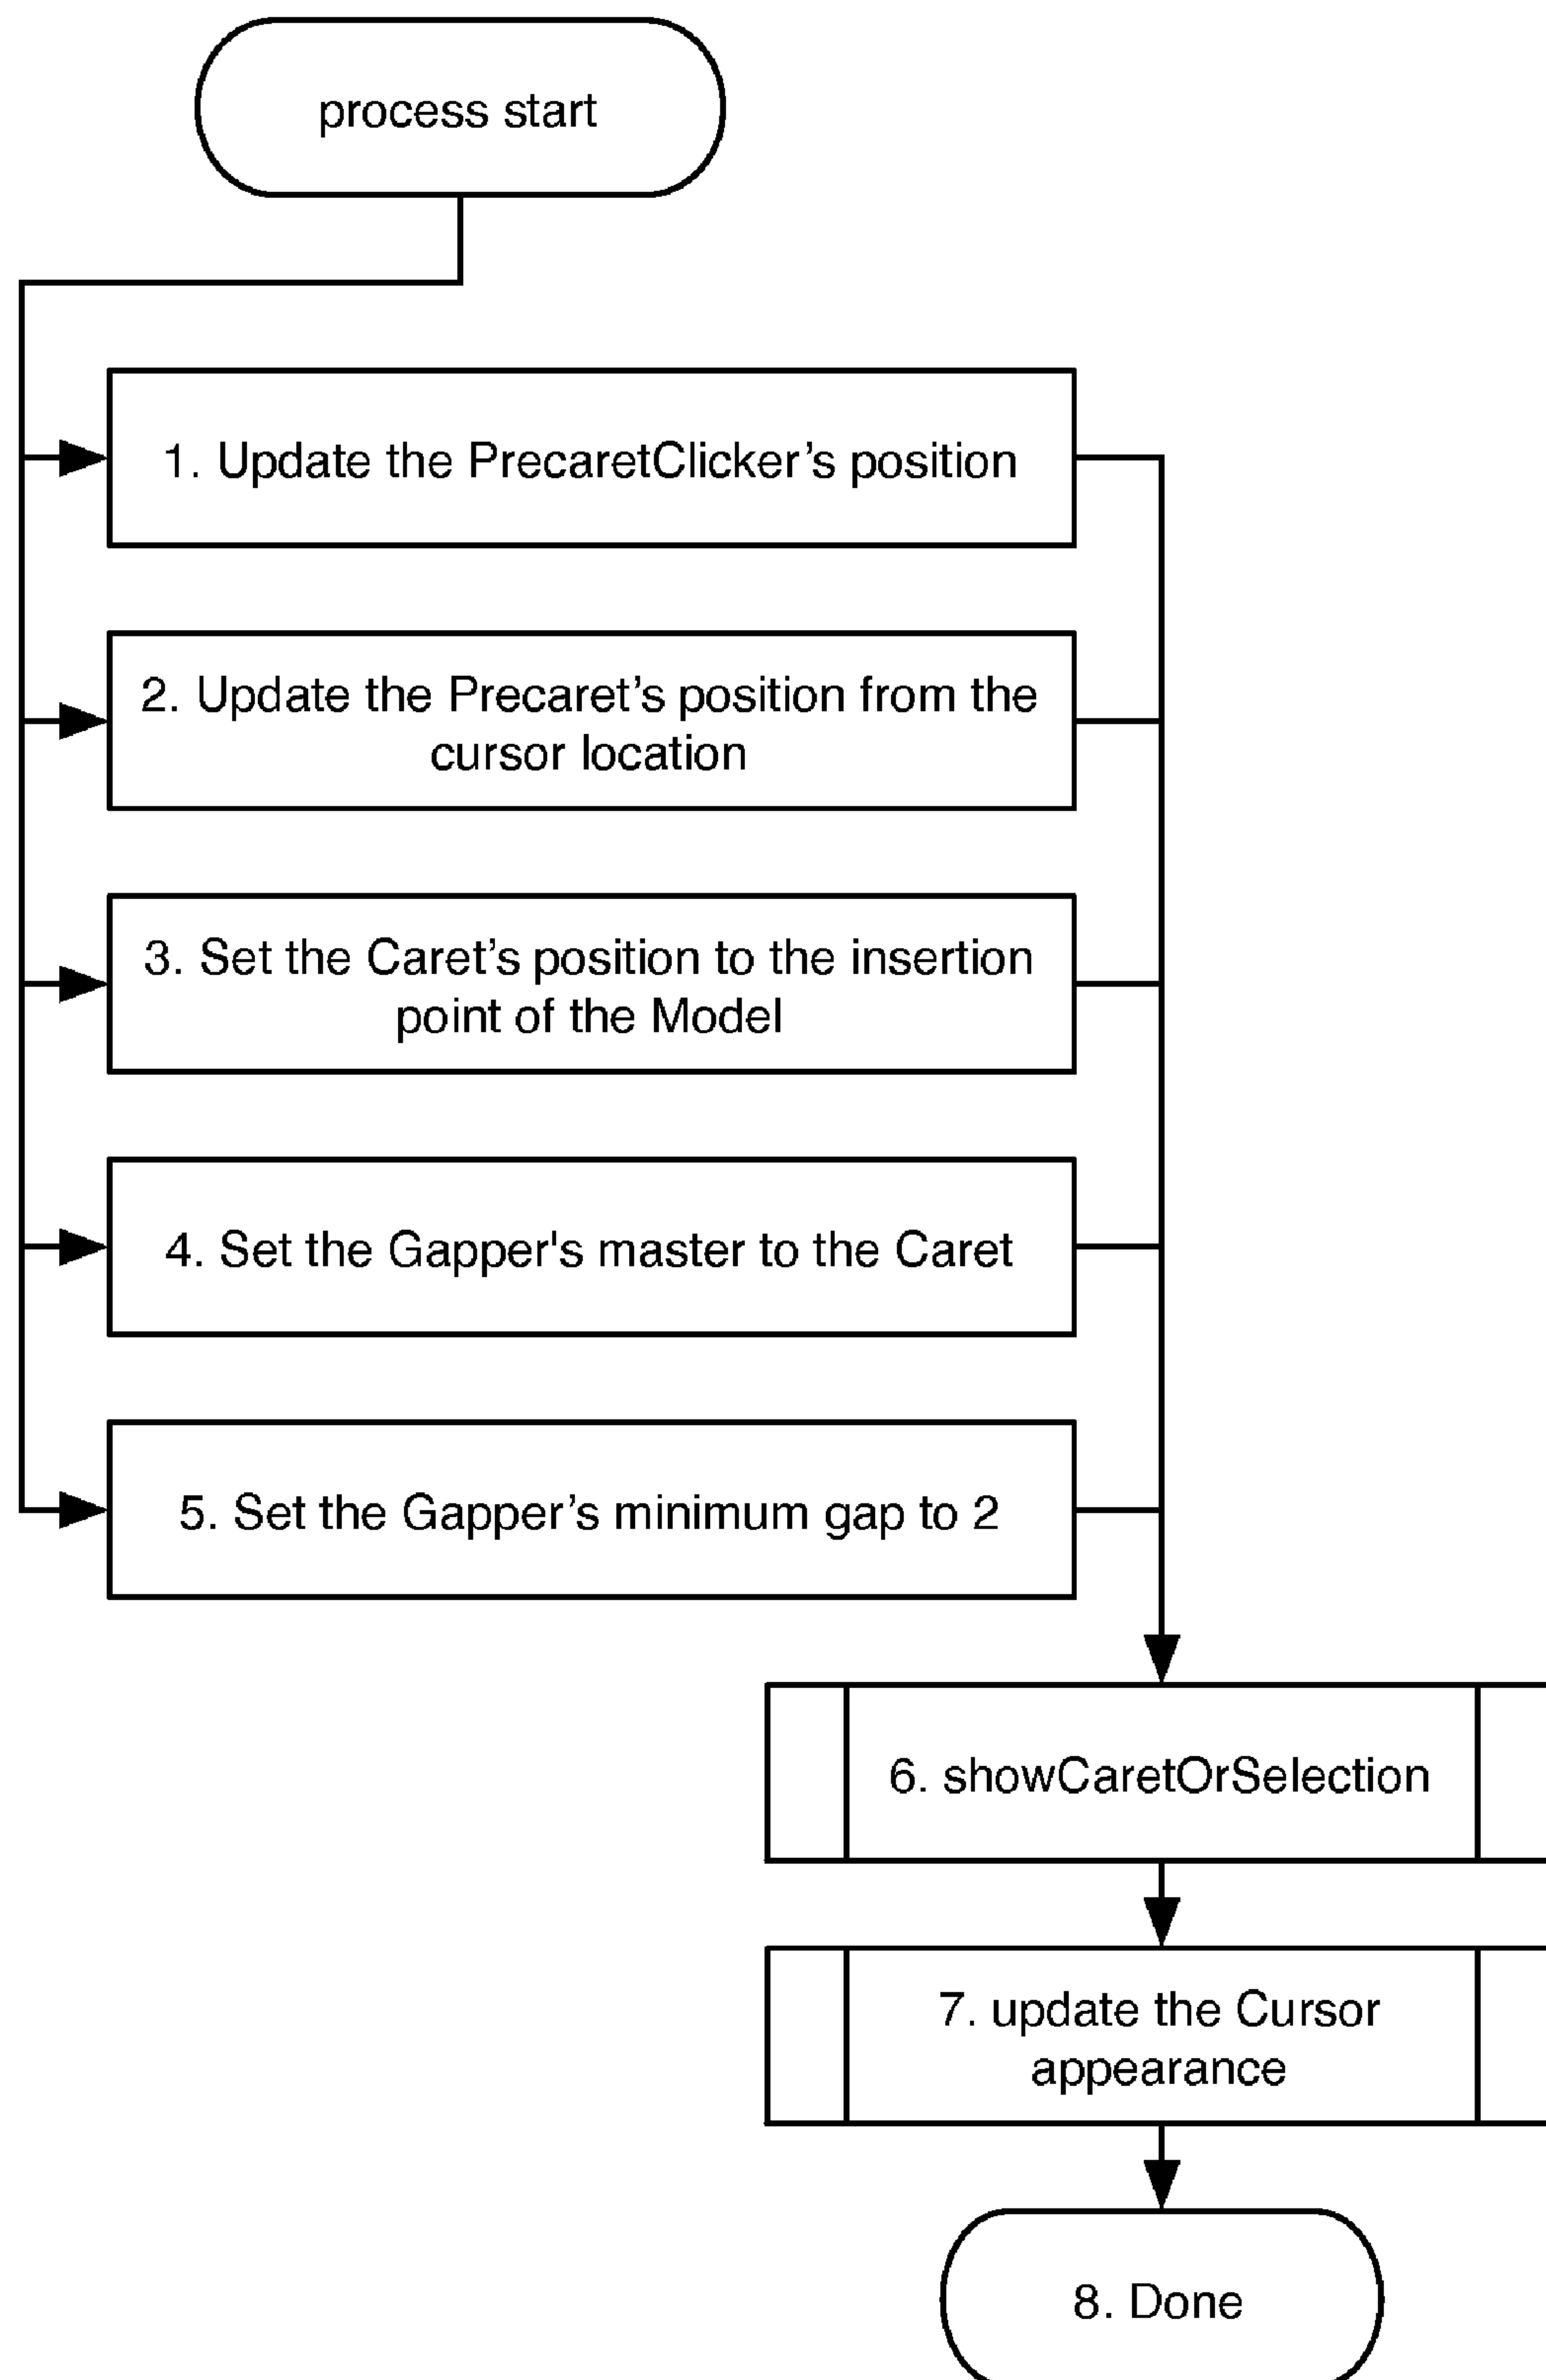 process start
1. Update the PrecaretClicker’s position
2. Update the Precaret’s position from the
cursor location
3. Set the Caret’s position to the insertion
point of the Model
4. Set the Gapper's master to the Caret
5. Set the Gapper’s minimum gap to 2
6. showCaretOrSelection
7. update the Cursor
appearance
8. Done